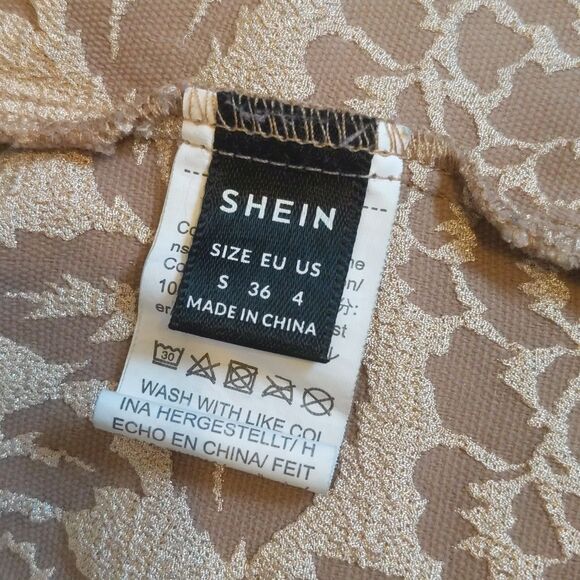 SHEIN
SIZE EU US
S 36 4
MADE IN CHINA
30
WASH WITH LIKE COL
INA HERGESTELLT/ H
ECHO EN CHINA/ FEIT